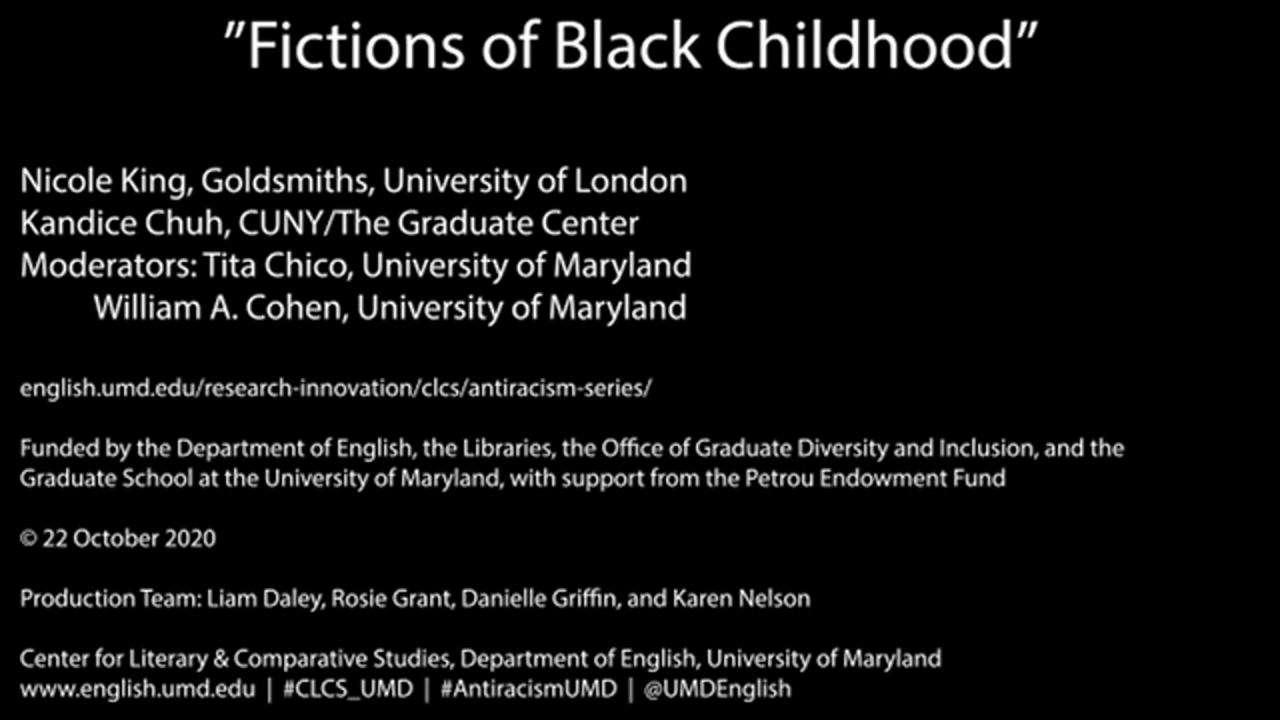 ”Fictions of Black Childhood”
Nicole King, Goldsmiths, University of London
Kandice Chuh, CUNY/The Graduate Center
Moderators: Tita Chico, University of Maryland
William A. Cohen, University of Maryland
english.umd.edu/research-innovation/clcs/antiracism-series/
Funded by the Department of English, the Libraries, the Office of Graduate Diversity and Inclusion, and the
Graduate School at the University of Maryland, with support from the Petrou Endowment Fund
© 22 October 2020
Production Team: Liam Daley, Rosie Grant, Danielle Griffin, and Karen Nelson
Center for Literary & Comparative Studies, Department of English, University of Maryland
www.english.umd.edu | #CLCS_UMD | #AntiracismUMD | @UMDEnglish